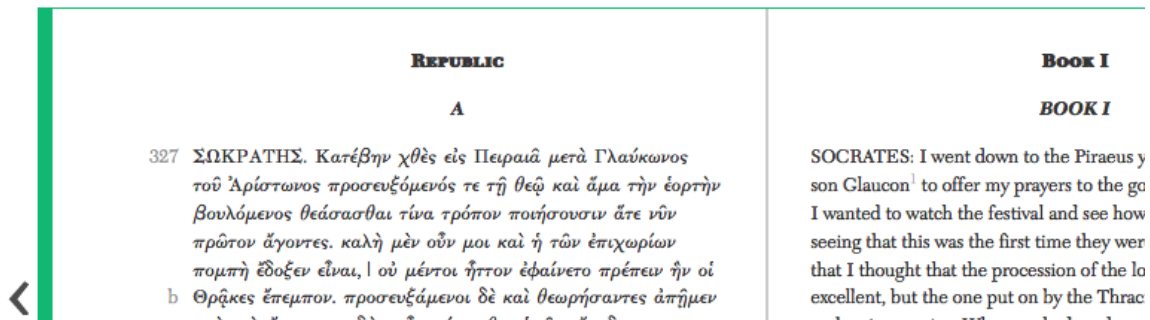 REPUBLIC
A
327 ΣΩΚΡΑΤΗΣ. Κατέβην χθὲς εἰς Πειραιᾶ μετὰ Γλαύκωνος
τοῦ Ἀρίστωνος προσευξόμενός τε τῇ θεῷ καὶ ἅμα τὴν ἑορτὴν
βουλόμενος θεάσασθαι τίνα τρόπον ποιήσουσιν ἅτε νῦν
πρῶτον ἄγοντες. καλὴ μὲν οὖν μοι καὶ ἡ τῶν ἐπιχωρίων
πομπὴ ἔδοξεν εἶναι, | οὐ μέντοι ἧττον ἐφαίνετο πρέπειν ἣν οἱ
b Θρᾷκες ἔπεμπον. προσευξάμενοι δὲ καὶ θεωρήσαντες ἀπῇμεν
BOOK I
BOOK I
SOCRATES: I went down to the Piraeus y
son Glaucon1 to offer my prayers to the go
I wanted to watch the festival and see how
seeing that this was the first time they wer
that I thought that the procession of the lo
excellent, but the one put on by the Thrac